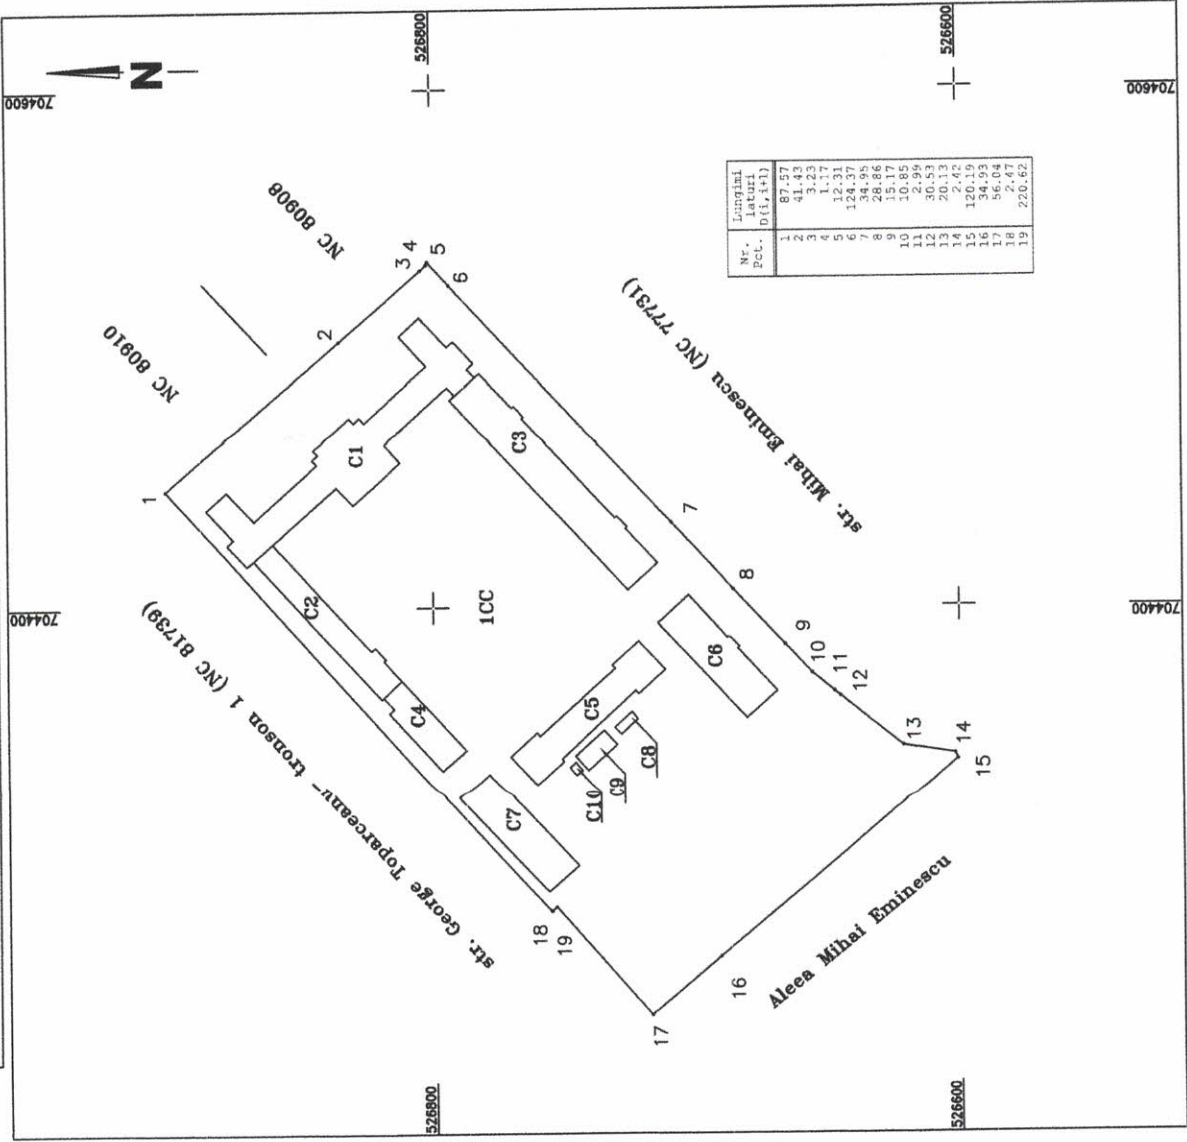 526800
526600
704600
704600
N
NC 80908
NC 80910
1
2
3
4
5
6
7
8
9
10
11
12
13
14
15
16
17
18
19
C1
C2
C3
C4
C5
C6
C7
C8
C9
C10
1CC
704400
704400
str. George Toparceanu" tronson 1 (NC 81739)
str. Mihai Eminescu (NC 77731)
Aleea Mihai Eminescu
Nr. Pct. Lungimi laturi D(i,i+1)
1 87.57
2 41.43
3 3.23
4 1.17
5 12.31
6 124.37
7 34.95
8 28.86
9 15.17
10 10.85
11 2.99
12 30.53
13 20.13
14 2.42
15 120.19
16 34.93
17 56.04
18 2.47
19 220.62
526800
526600